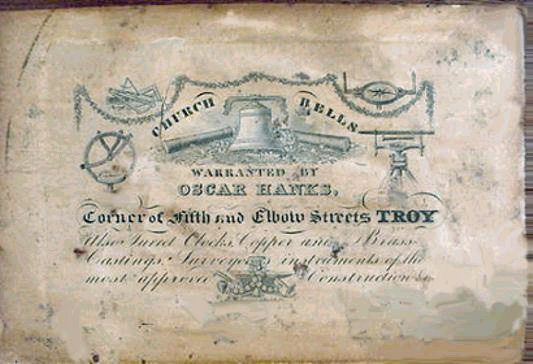 CHURCH BELLS
WARRANTED BY
OSCAR HANKS,
Corner of Fifth and Elbow Streets TROY
Also Turret Clocks, Copper and Brass
Castings, Surveyors instruments of the
most approved Construction &c